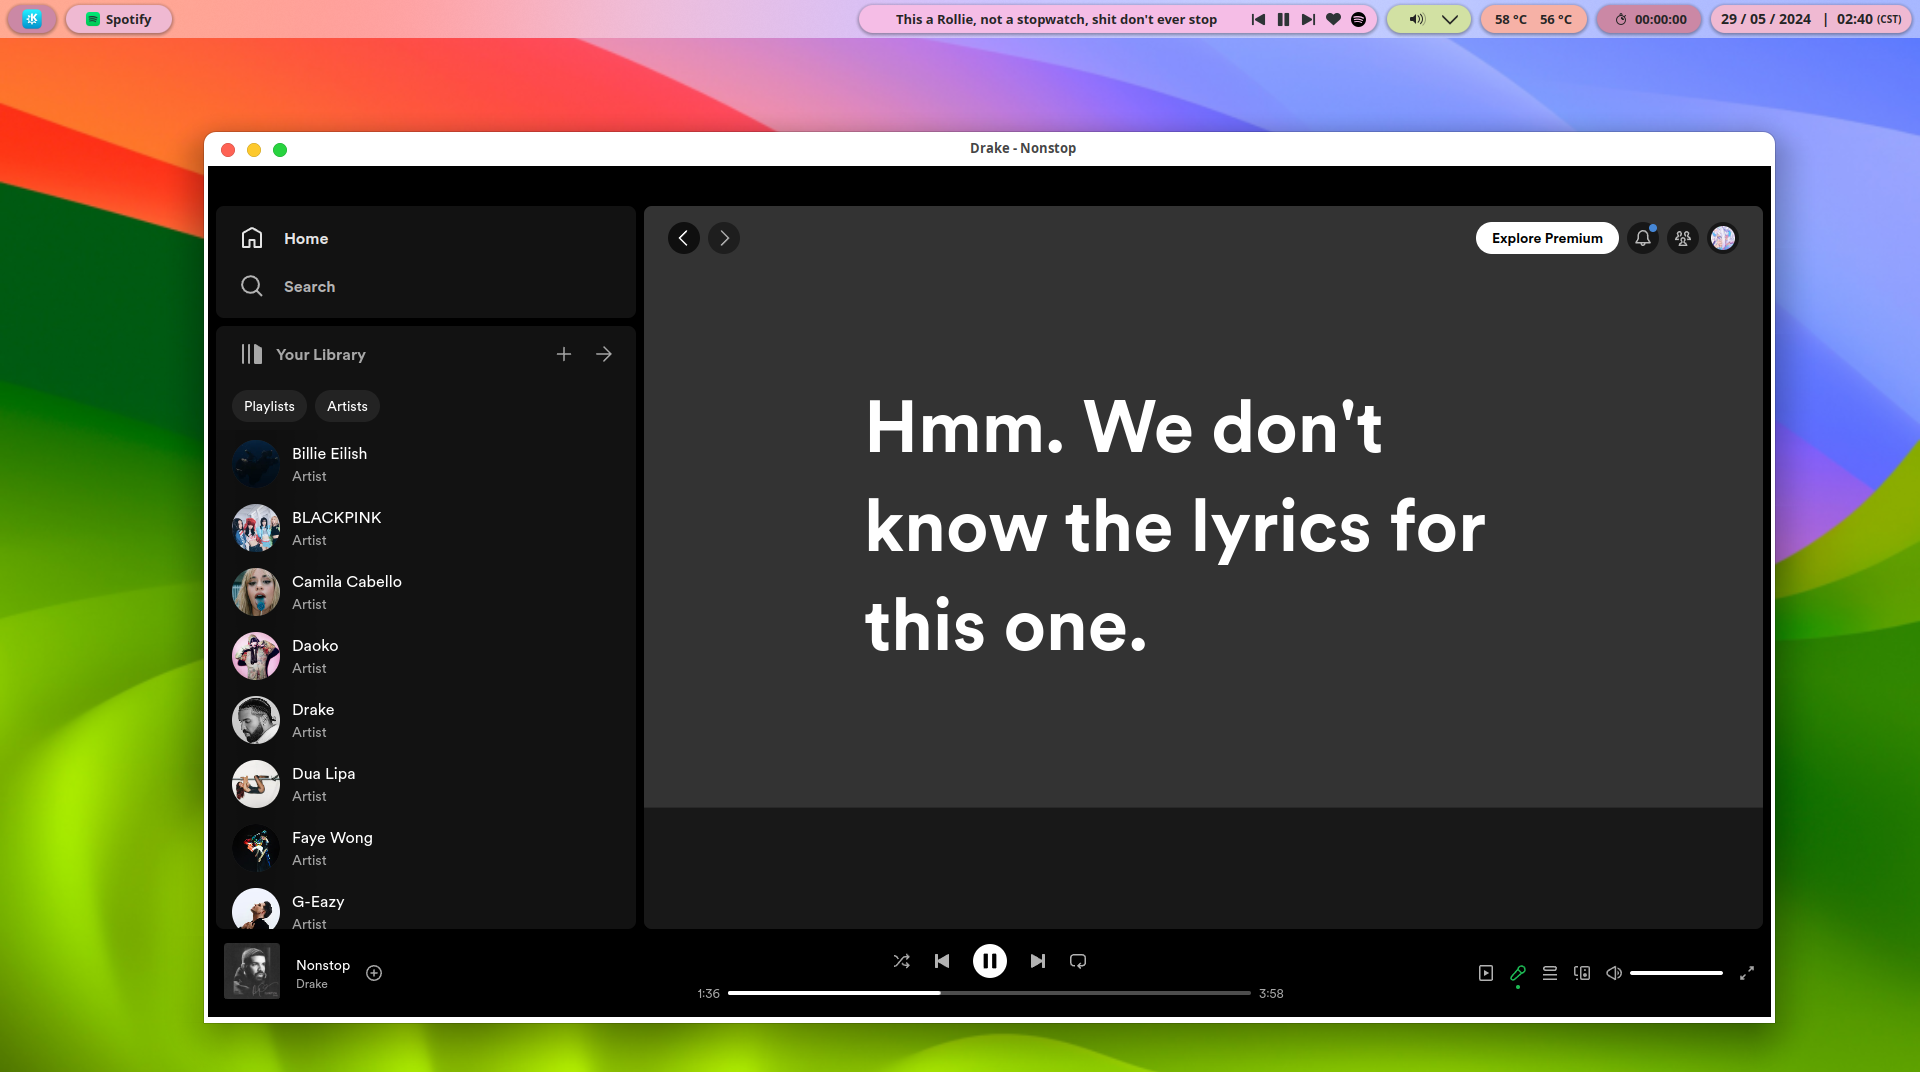 Spotify
This a Rollie, not a stopwatch, shit don't ever stop
58 °C 56 °C
00:00:00
29 / 05 / 2024 | 02:40 (CST)
Drake - Nonstop
Home
Search
Your Library
Playlists Artists
Billie Eilish
Artist
BLACKPINK
Artist
Camila Cabello
Artist
Daoko
Artist
Drake
Artist
Dua Lipa
Artist
Faye Wong
Artist
G-Eazy
Artist
Explore Premium
Hmm. We don't
know the lyrics for
this one.
Nonstop
Drake
1:36
3:58